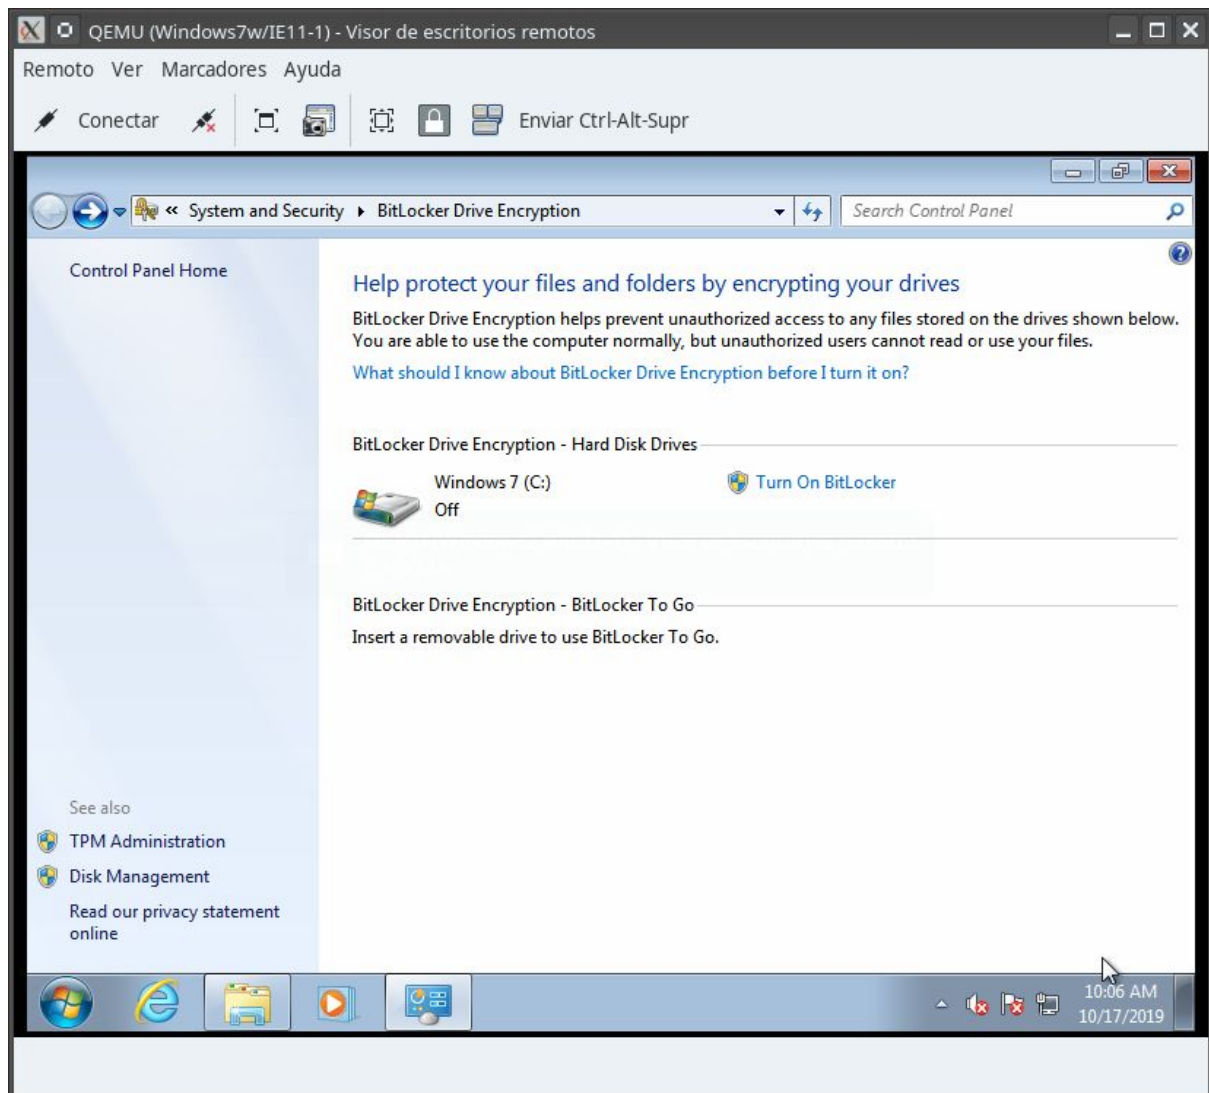 QEMU (Windows7w/IE11-1) - Visor de escritorios remotos
Remoto Ver Marcadores Ayuda
Conectar Enviar Ctrl-Alt-Supr
« System and Security ▸ BitLocker Drive Encryption
Search Control Panel
Control Panel Home
Help protect your files and folders by encrypting your drives
BitLocker Drive Encryption helps prevent unauthorized access to any files stored on the drives shown below.
You are able to use the computer normally, but unauthorized users cannot read or use your files.
What should I know about BitLocker Drive Encryption before I turn it on?
BitLocker Drive Encryption - Hard Disk Drives
Windows 7 (C:) Turn On BitLocker
Off
BitLocker Drive Encryption - BitLocker To Go
Insert a removable drive to use BitLocker To Go.
See also
TPM Administration
Disk Management
Read our privacy statement
online
10:06 AM
10/17/2019